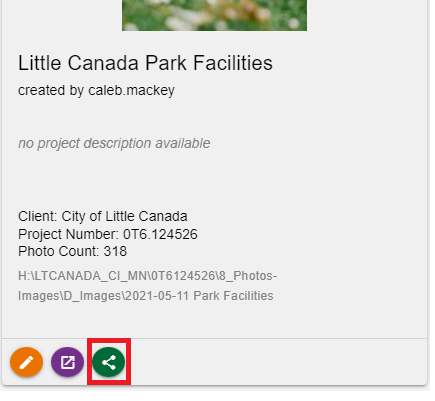 Little Canada Park Facilities
created by caleb.mackey
no project description available
Client: City of Little Canada
Project Number: 0T6.124526
Photo Count: 318
H:\LTCANADA_CI_MN\0T6124526\8_Photos-
Images\D_Images\2021-05-11 Park Facilities